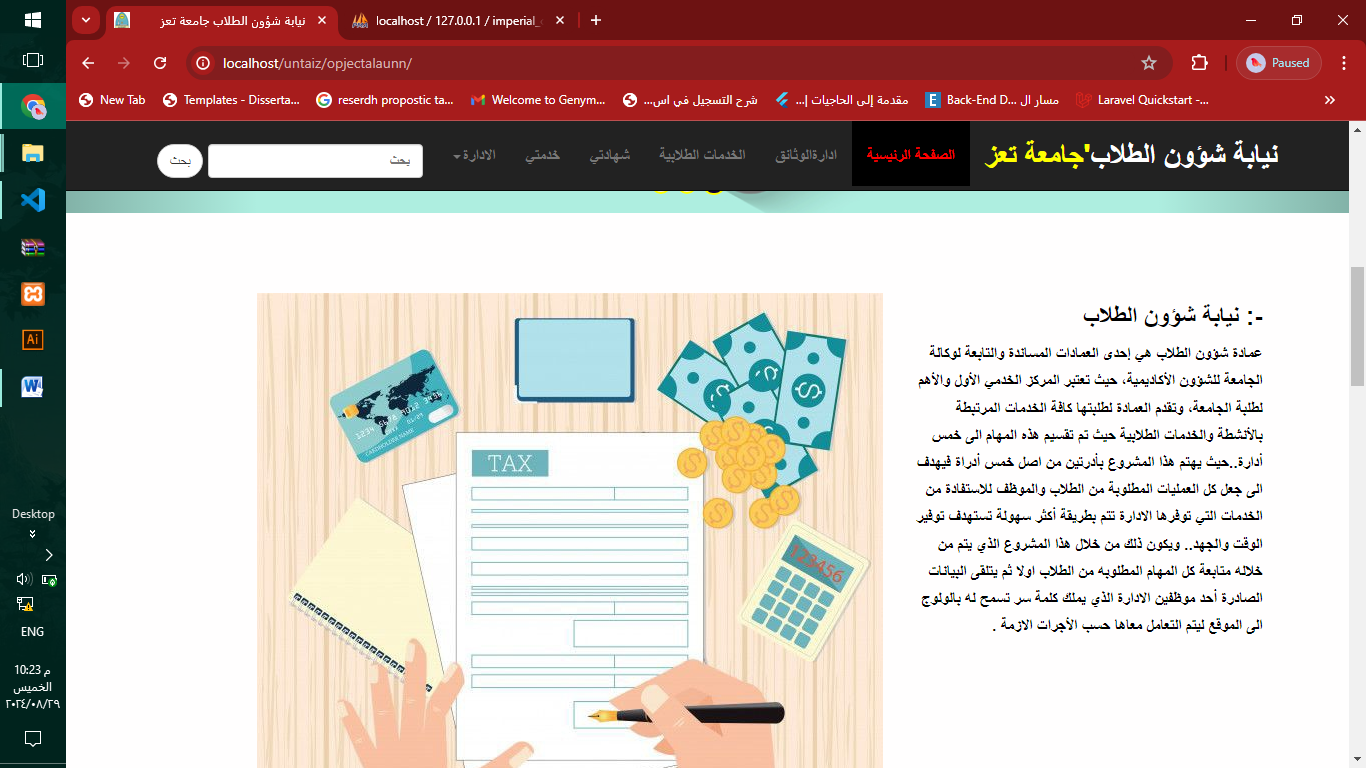 نيابة شؤون الطلاب جامعة تعز
localhost / 127.0.0.1 / imperial_
localhost/untaiz/opjectalaunn/
Paused
New Tab
Templates - Disserta...
reserdh propostic ta...
Welcome to Genym...
شرح التسجيل في اس...
مقدمة إلى الحاجيات |...
Back-End D... مسار ال
Laravel Quickstart -...
نيابة شؤون الطلاب'جامعة تعز
الصفحة الرئيسية
ادارةالوثائق
الخدمات الطلابية
شهادتي
خدمتي
الادارة
بحث
بحث
-: نيابة شؤون الطلاب
عمادة شؤون الطلاب هي إحدى العمادات المساندة والتابعة لوكالة
الجامعة للشؤون الأكاديمية، حيث تعتبر المركز الخدمي الأول والأهم
لطلبة الجامعة، وتقدم العمادة لطلبتها كافة الخدمات المرتبطة
بالأنشطة والخدمات الطلابية حيث تم تقسيم هذه المهام الى خمس
أدارة..حيث يهتم هذا المشروع بأدرتين من اصل خمس أدراة فيهدف
الى جعل كل العمليات المطلوبة من الطلاب والموظف للاستفادة من
الخدمات التي توفرها الادارة تتم بطريقة أكثر سهولة تستهدف توفير
الوقت والجهد.. ويكون ذلك من خلال هذا المشروع الذي يتم من
خلاله متابعة كل المهام المطلوبه من الطلاب اولا ثم يتلقى البيانات
الصادرة أحد موظفين الادارة الذي يملك كلمة سر تسمح له بالولوج
الى الموقع ليتم التعامل معاها حسب الأجرات الازمة .
TAX
CARDHOLDER NAME
123456
Ai
Desktop
ENG
10:23 م
الخميس
٢٠٢٤/٠٨/٢٩